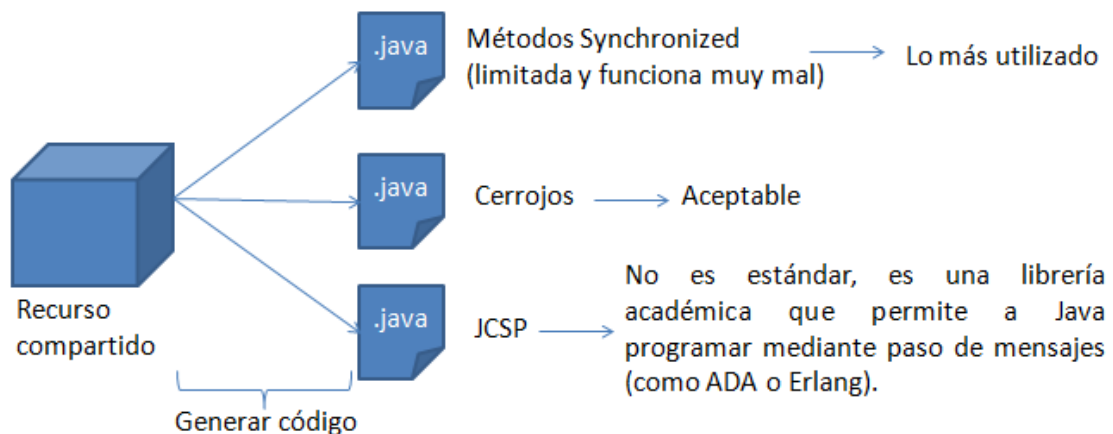 .java
Métodos Synchronized
(limitada y funciona muy mal)
Lo más utilizado
.java
Cerrojos
Aceptable
Recurso
compartido
.java
JCSP
No es estándar, es una librería
académica que permite a Java
programar mediante paso de mensajes
(como ADA o Erlang).
Generar código